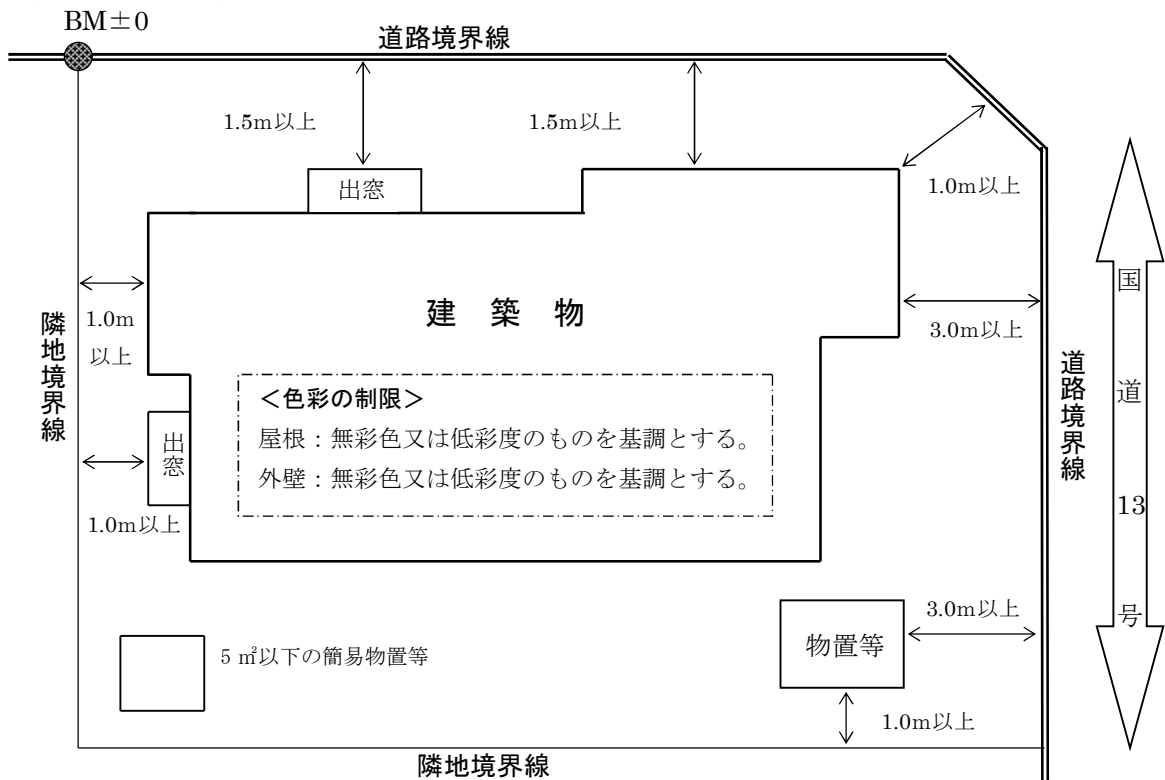 BM±0
道路境界線
1.5m以上
1.5m以上
1.0m以上
出窓
国道13号
建 築 物
3.0m以上
1.0m
以上
隣地境界線
道路境界線
＜色彩の制限＞
屋根：無彩色又は低彩度のものを基調とする。
外壁：無彩色又は低彩度のものを基調とする。
出窓
1.0m以上
3.0m以上
物置等
5㎡以下の簡易物置等
1.0m以上
隣地境界線